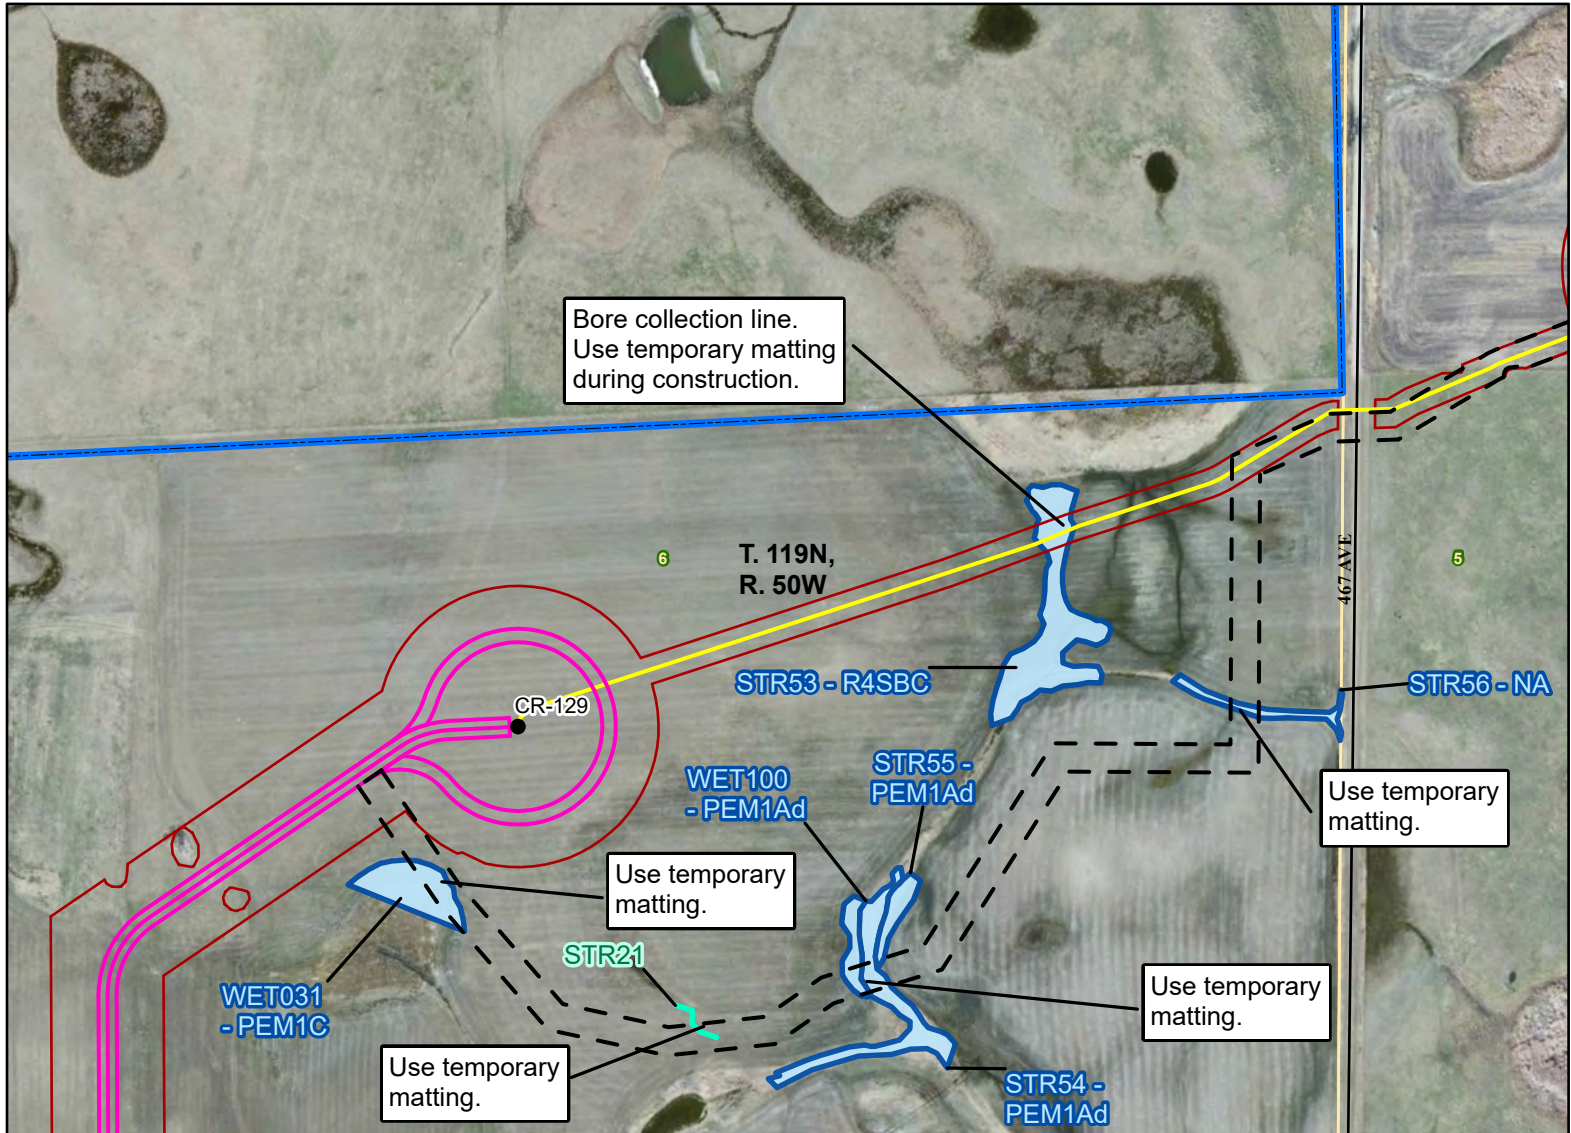 Bore collection line.
Use temporary matting
during construction.
6
T. 119N,
R. 50W
467 AVE
5
STR53 - R4SBC
STR56 - NA
CR-129
WET100
- PEM1Ad
STR55 -
PEM1Ad
Use temporary
matting.
Use temporary
matting.
STR21
WET031
- PEM1C
Use temporary
matting.
Use temporary
matting.
STR54 -
PEM1Ad